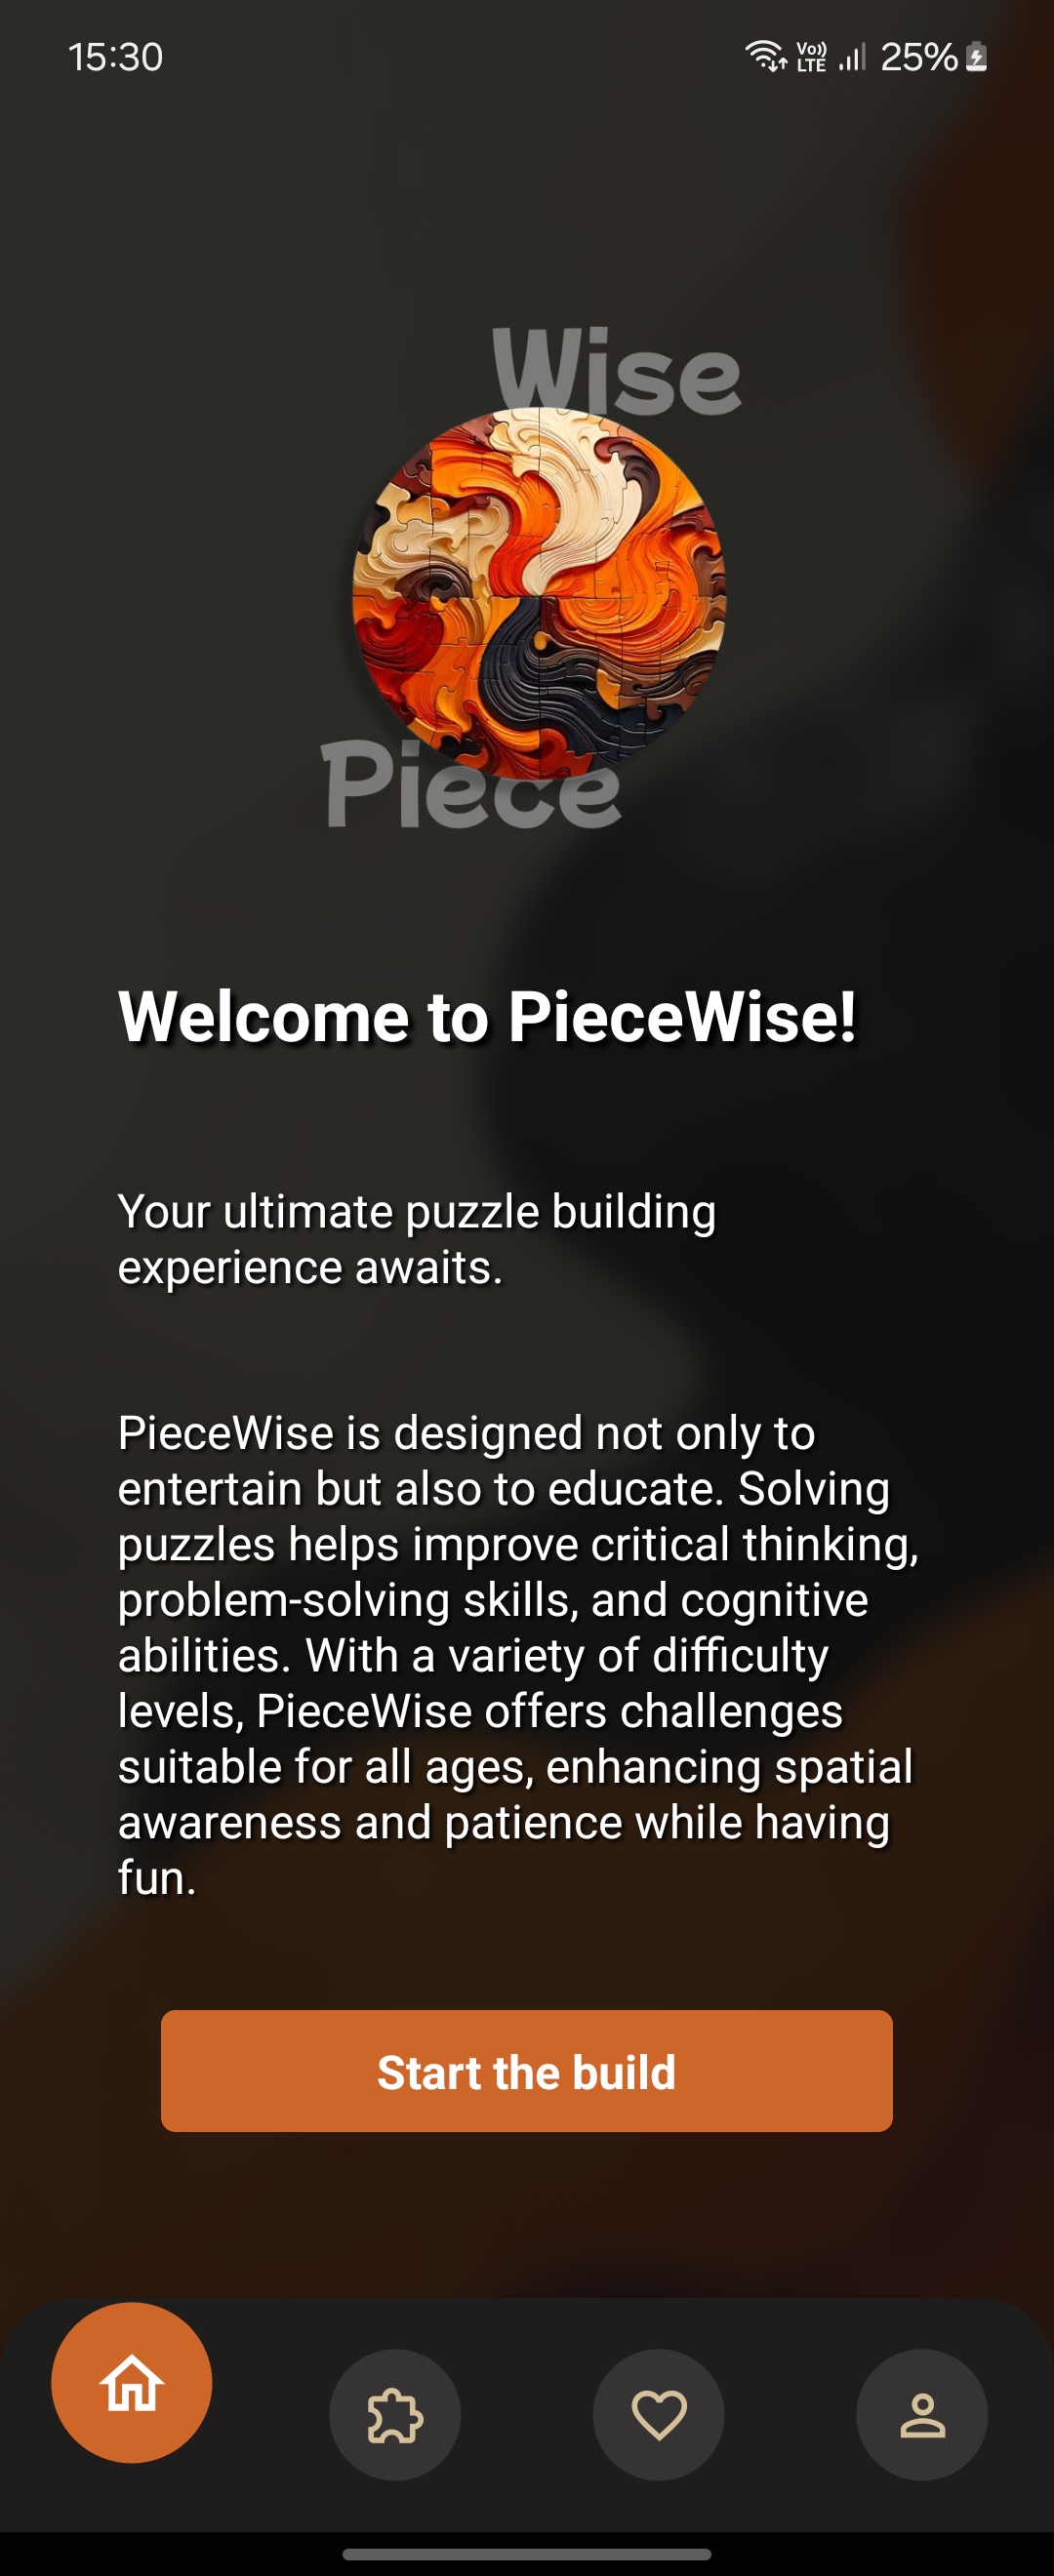 15:30
Vo)) LTE 25%
Wise
Piece
Welcome to PieceWise!
Your ultimate puzzle building
experience awaits.
PieceWise is designed not only to
entertain but also to educate. Solving
puzzles helps improve critical thinking,
problem-solving skills, and cognitive
abilities. With a variety of difficulty
levels, PieceWise offers challenges
suitable for all ages, enhancing spatial
awareness and patience while having
fun.
Start the build